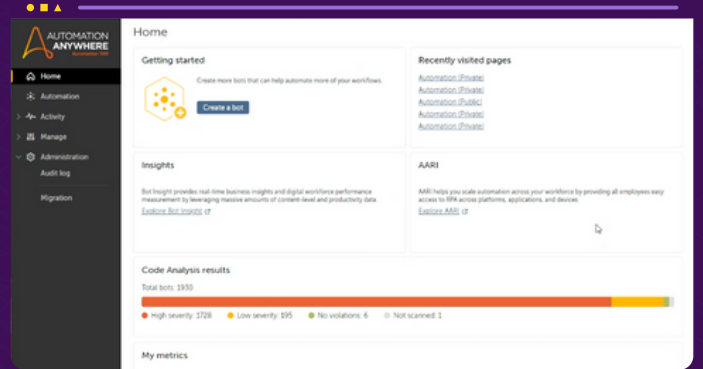 AUTOMATION
ANYWHERE
Automation 360
Home
Automation
Activity
Manage
Administration
Audit log
Migration
Home
Getting started
Create more bots that can help automate more of your workflows.
Create a bot
Recently visited pages
Automation (Private)
Automation (Private)
Automation (Public)
Automation (Private)
Automation (Private)
Insights
Bot Insight provides real-time business insights and digital workforce performance
measurement by leveraging massive amounts of content-level and productivity data.
Explore Bot Insight
AARI
AARI helps you scale automation across your workforce by providing all employees easy
access to RPA across platforms, applications, and devices
Explore AARI
Code Analysis results
Total bots: 1930
High severity: 1728
Low severity: 195
No violations: 6
Not scanned: 1
My metrics